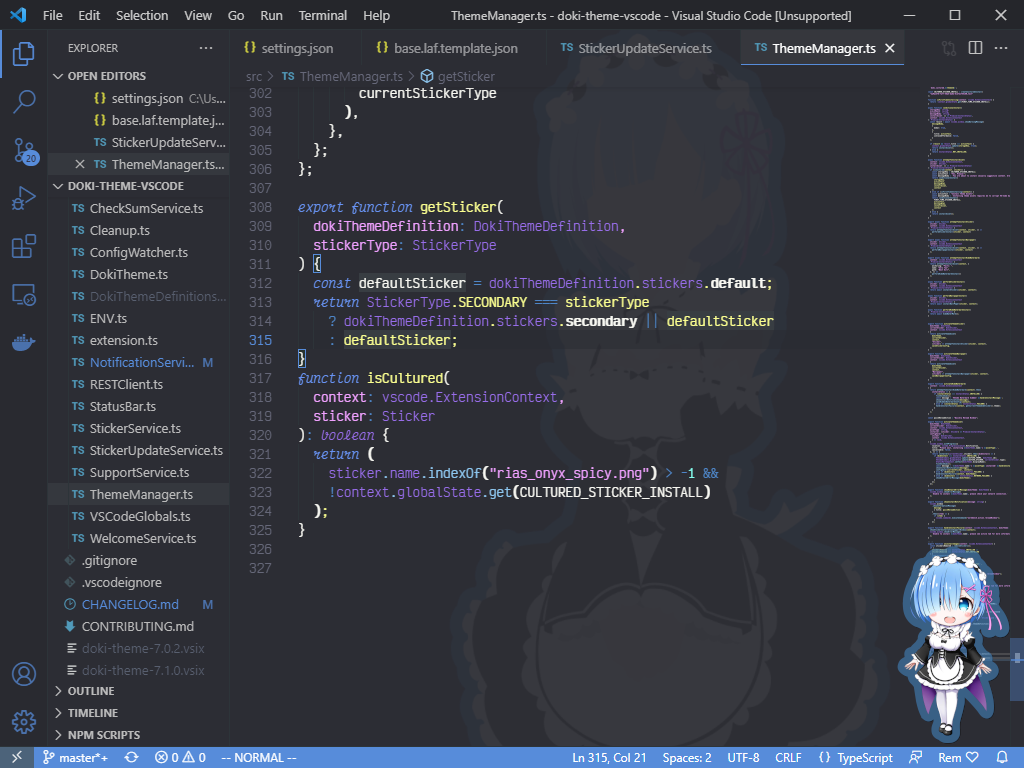 File Edit Selection View Go Run Terminal Help ThemeManager.ts - doki-theme-vscode - Visual Studio Code [Unsupported]
EXPLORER
settings.json base.laf.template.json TS StickerUpdateService.ts TS ThemeManager.ts
OPEN EDITORS
settings.json C:\Us...
base.laf.template.j...
TS StickerUpdateServ...
TS ThemeManager.ts...
DOKI-THEME-VSCODE
TS CheckSumService.ts
TS Cleanup.ts
TS ConfigWatcher.ts
TS DokiTheme.ts
TS DokiThemeDefinitions...
TS ENV.ts
TS extension.ts
TS NotificationServi... M
TS RESTClient.ts
TS StatusBar.ts
TS StickerService.ts
TS StickerUpdateService.ts
TS SupportService.ts
TS ThemeManager.ts
TS VSCodeGlobals.ts
TS WelcomeService.ts
.gitignore
.vscodeignore
CHANGELOG.md M
CONTRIBUTING.md
doki-theme-7.0.2.vsix
doki-theme-7.1.0.vsix
OUTLINE
TIMELINE
NPM SCRIPTS
20
src > TS ThemeManager.ts > getSticker
302 currentStickerType
303 ),
304 },
305 };
306 };
307
308 export function getSticker(
309 dokiThemeDefinition: DokiThemeDefinition,
310 stickerType: StickerType
311 ) {
312 const defaultSticker = dokiThemeDefinition.stickers.default;
313 return StickerType.SECONDARY === stickerType
314 ? dokiThemeDefinition.stickers.secondary || defaultSticker
315 : defaultSticker;
316 }
317 function isCultured(
318 context: vscode.ExtensionContext,
319 sticker: Sticker
320 ): boolean {
321 return (
322 sticker.name.indexOf("rias_onyx_spicy.png") > -1 &&
323 !context.globalState.get(CULTURED_STICKER_INSTALL)
324 );
325 }
326
327
master*+ 0 0 -- NORMAL -- Ln 315, Col 21 Spaces: 2 UTF-8 CRLF {} TypeScript Rem